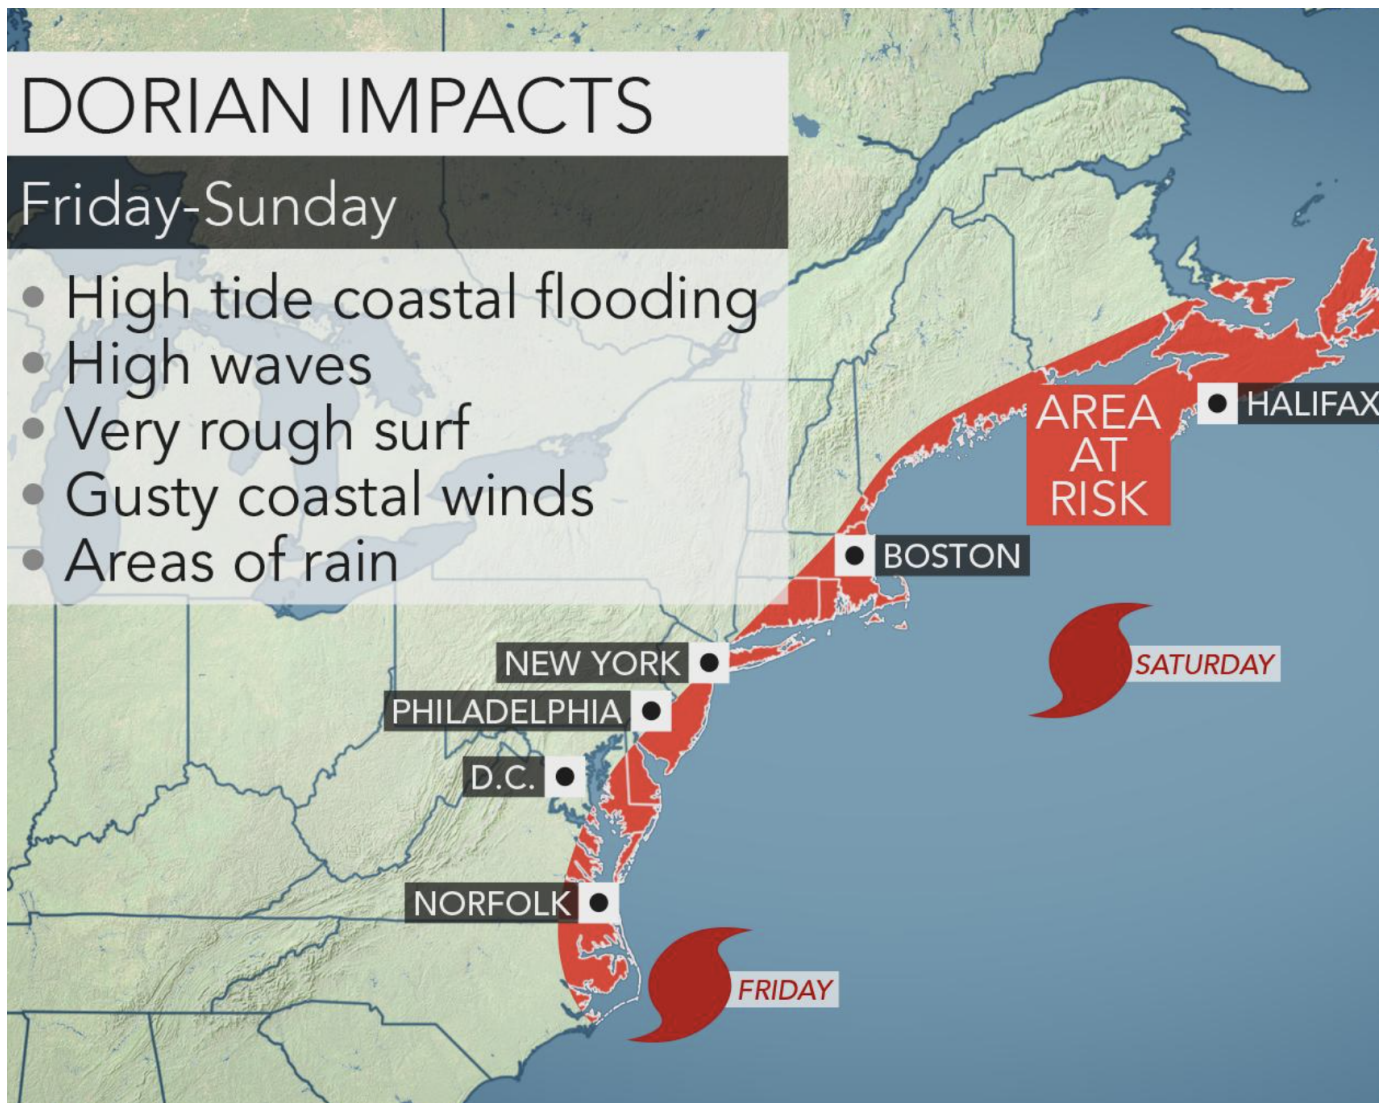 DORIAN IMPACTS
Friday-Sunday
• High tide coastal flooding
• High waves
• Very rough surf
• Gusty coastal winds
• Areas of rain
AREA
AT
RISK
HALIFAX
BOSTON
NEW YORK
SATURDAY
PHILADELPHIA
D.C.
NORFOLK
FRIDAY